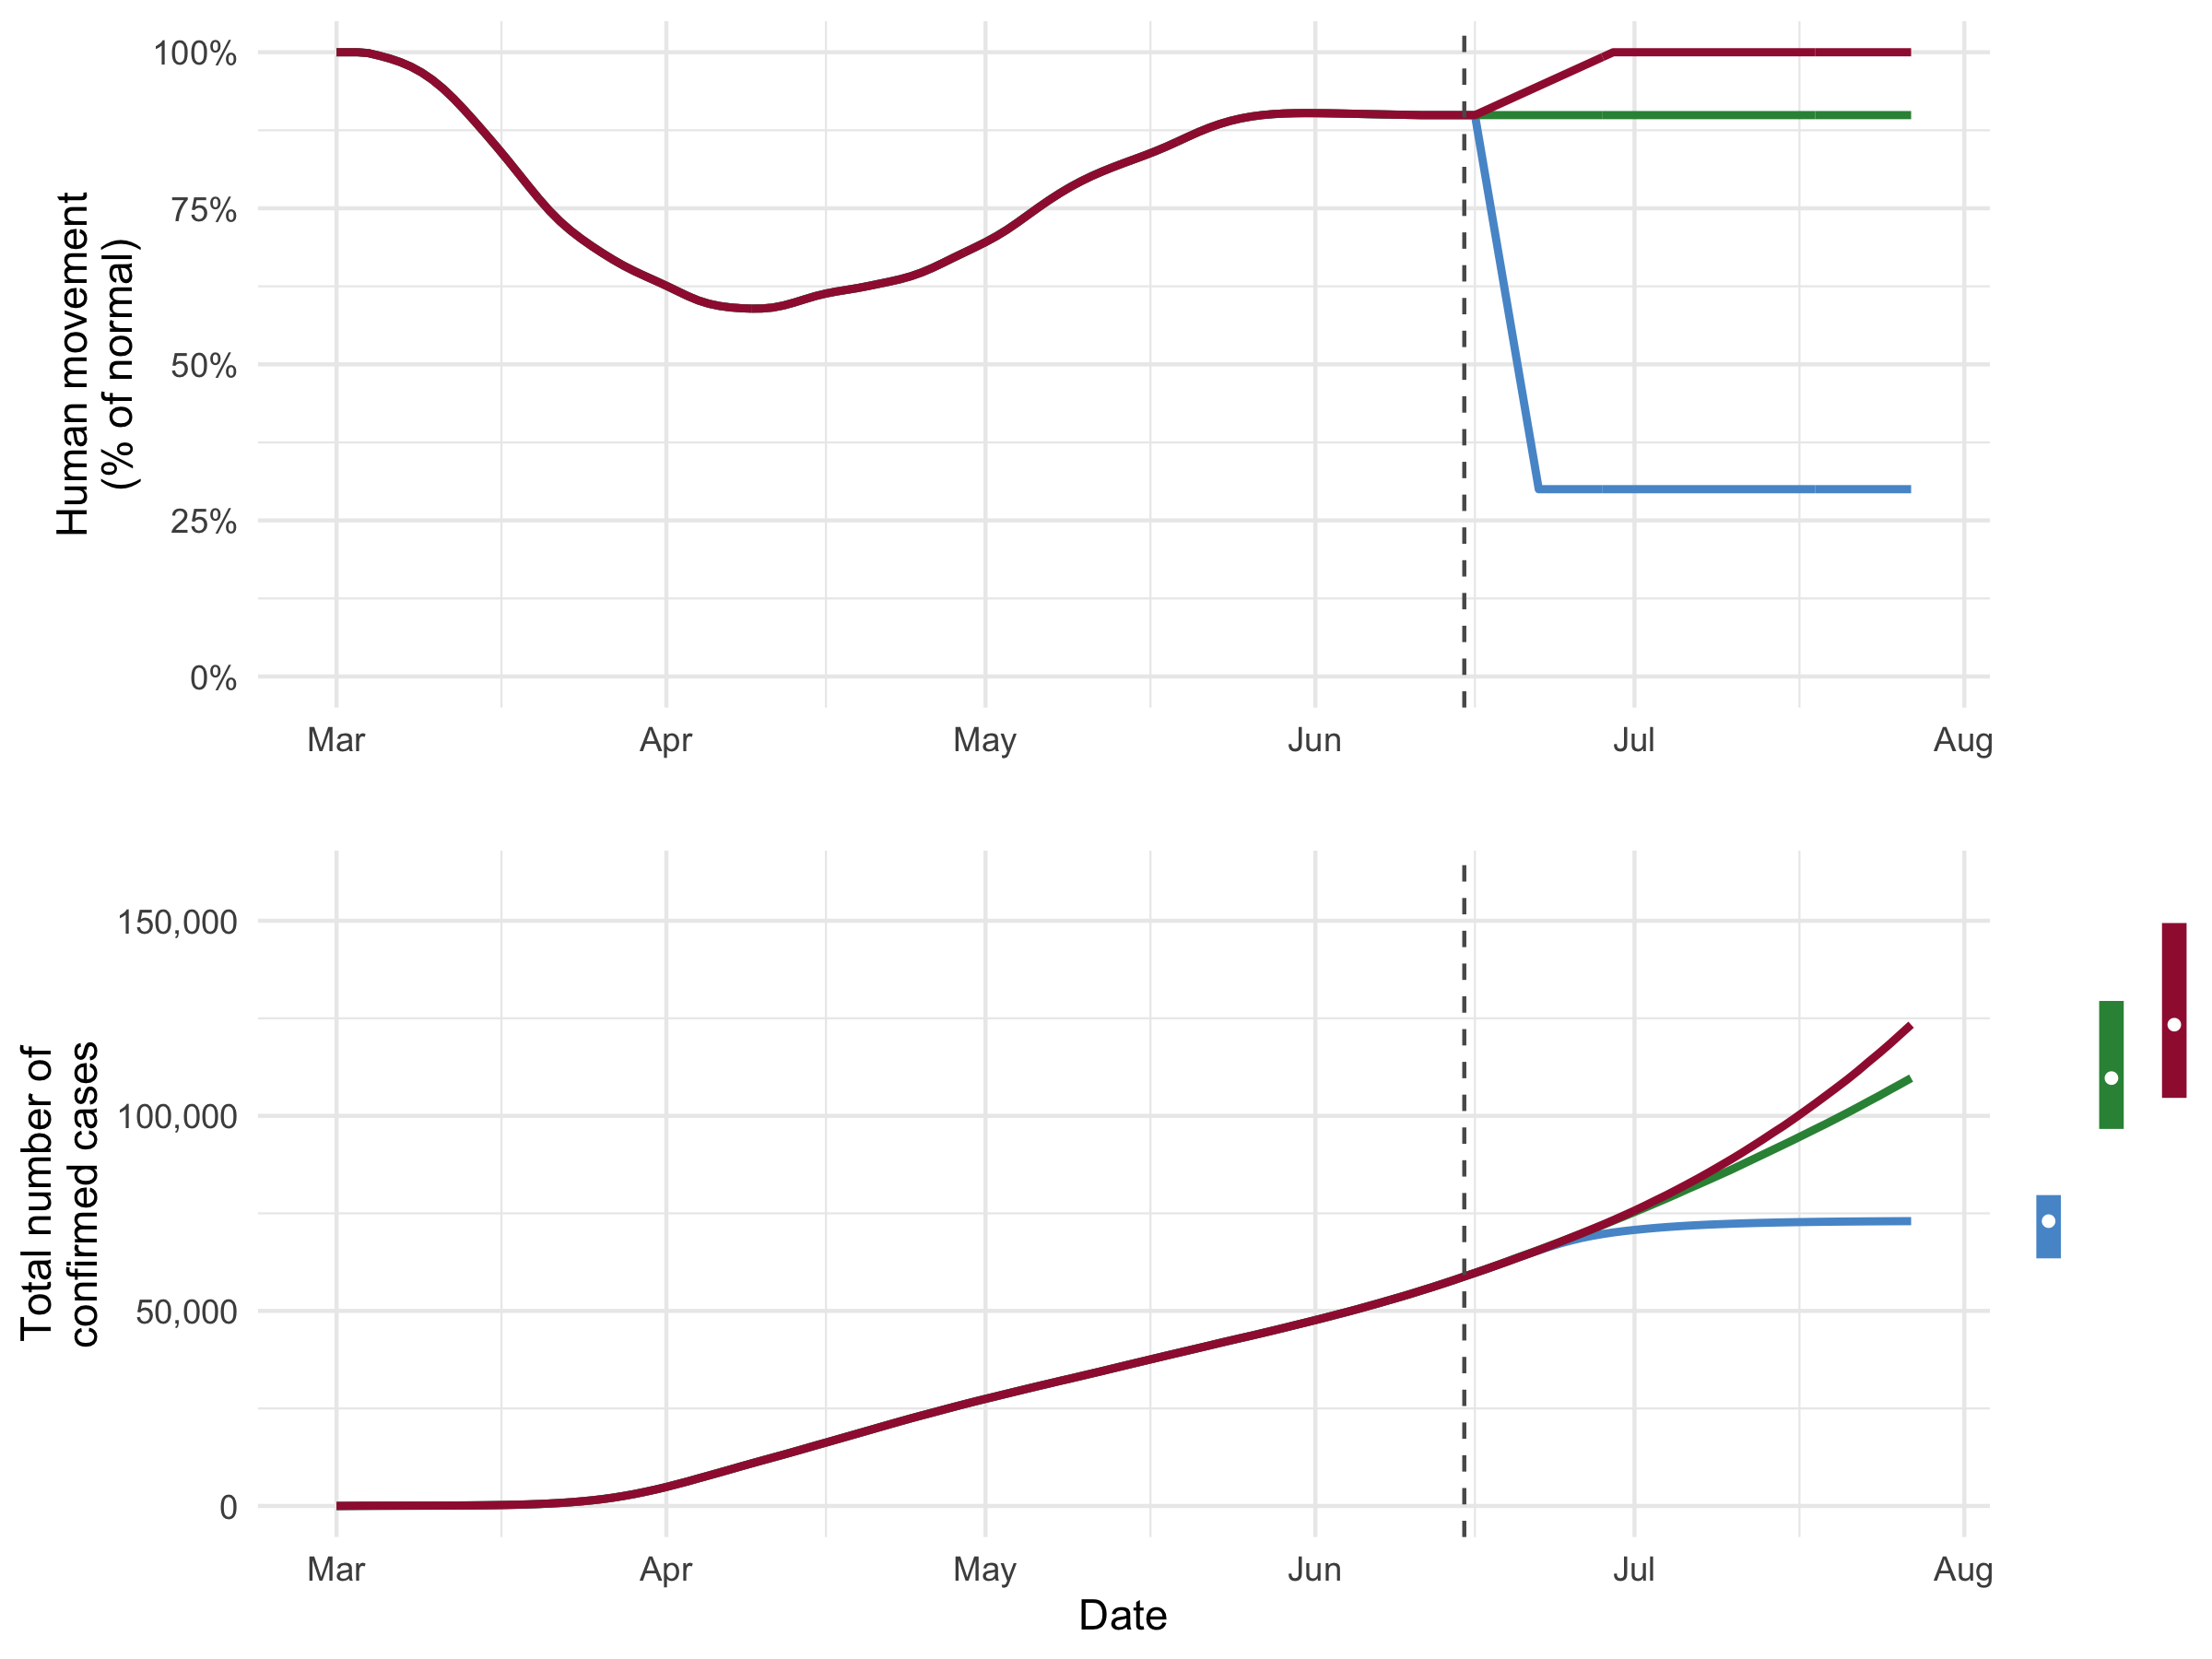 Human movement
(% of normal)
100%
75%
50%
25%
0%
Mar Apr May Jun Jul Aug
Total number of
confirmed cases
150,000
100,000
50,000
0
Mar Apr May Jun Jul Aug
Date